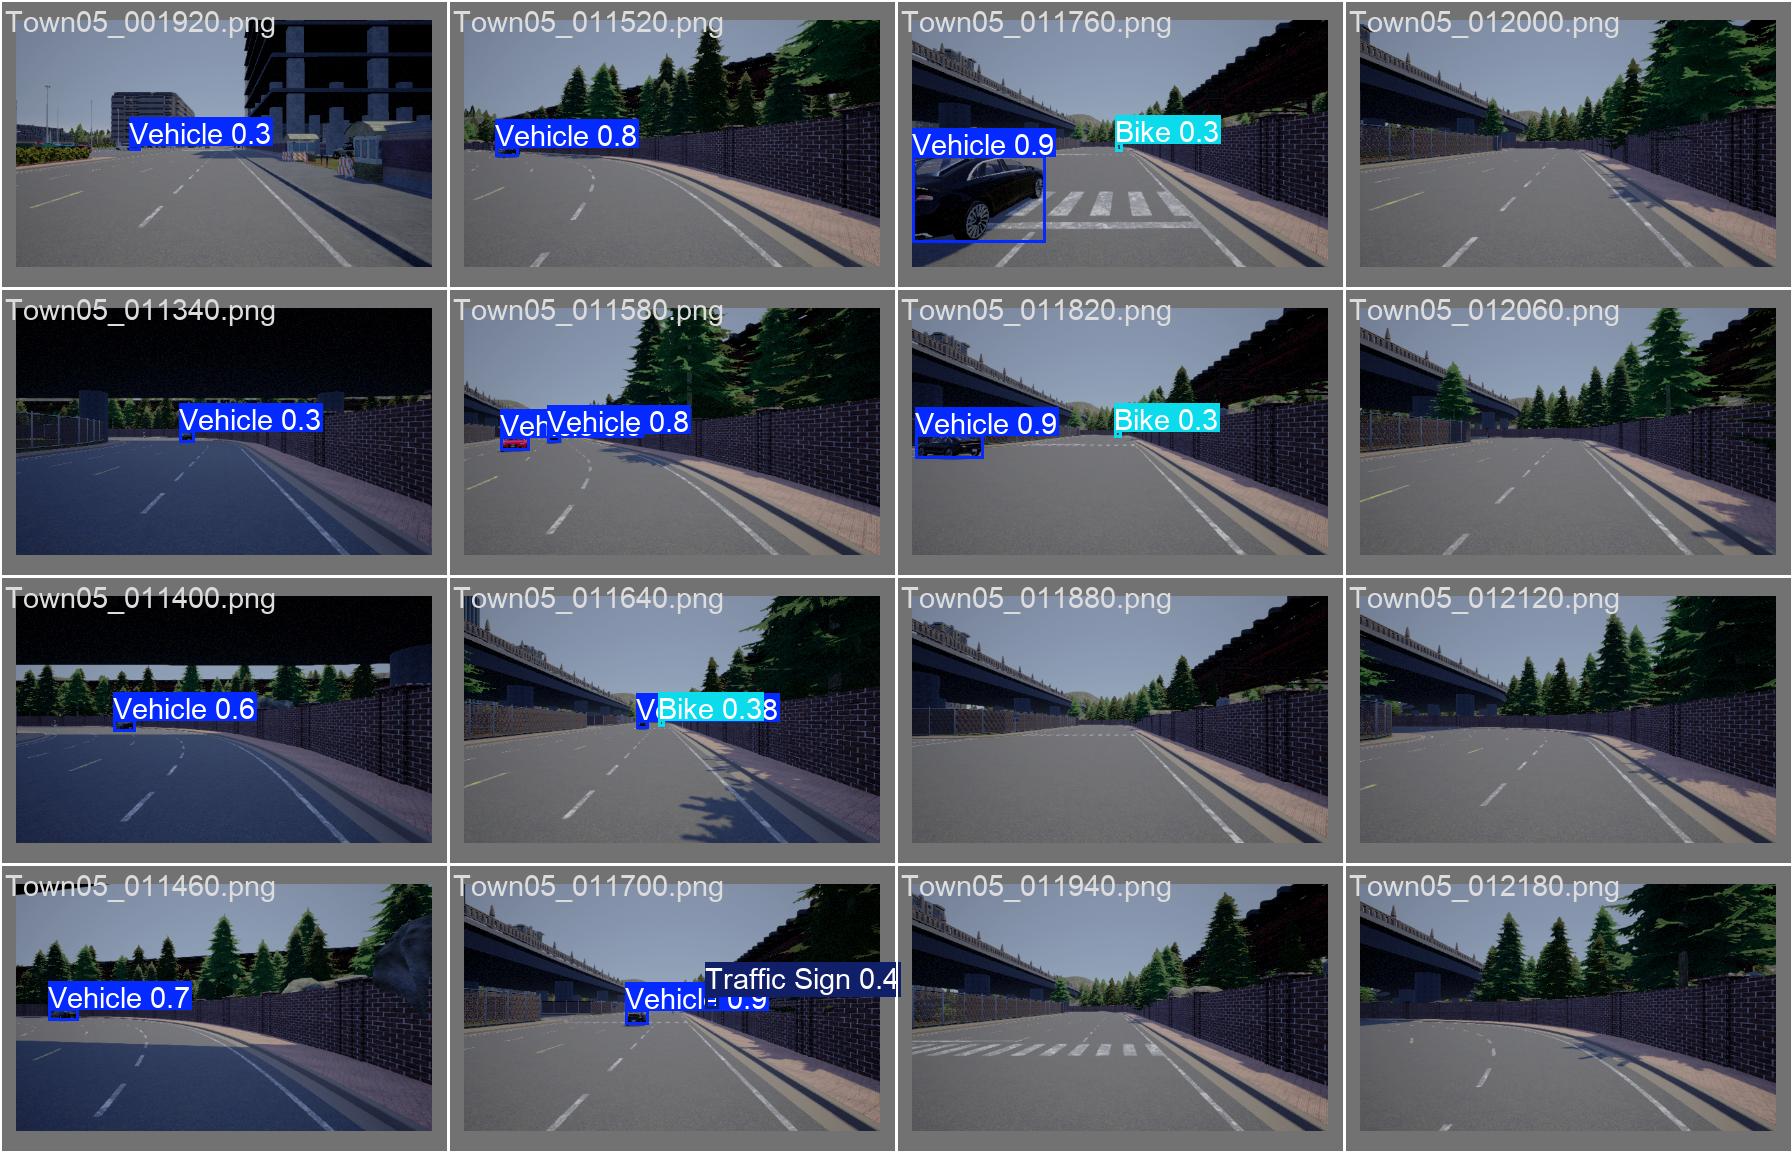 Town05_001920.png
Vehicle 0.3
Town05_011520.png
Vehicle 0.8
Town05_011760.png
Vehicle 0.9
Bike 0.3
Town05_012000.png
Town05_011340.png
Vehicle 0.3
Town05_011580.png
Veh
Vehicle 0.8
Town05_011820.png
Vehicle 0.9
Bike 0.3
Town05_012060.png
Town05_011400.png
Vehicle 0.6
Town05_011640.png
V
Bike 0.3
8
Town05_011880.png
Town05_012120.png
Town05_011460.png
Vehicle 0.7
Town05_011700.png
Vehicle 0.9
Traffic Sign 0.4
Town05_011940.png
Town05_012180.png